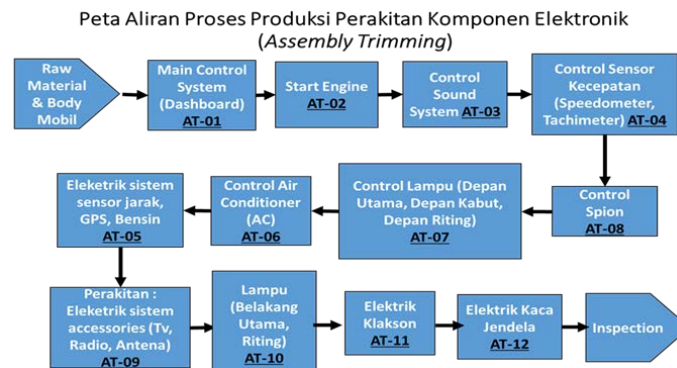 Peta Aliran Proses Produksi Perakitan Komponen Elektronik
(Assembly Trimming)
Raw
Material
& Body
Mobil
Main Control
System
(Dashboard)
AT-01
Start Engine
AT-02
Control
Sound
System AT-03
Control Sensor
Kecepatan
(Speedometer,
Tachimeter) AT-04
Eleketrik sistem
sensor jarak,
GPS, Bensin
AT-05
Control Air
Conditioner
(AC)
AT-06
Control Lampu (Depan
Utama, Depan Kabut,
Depan Riting)
AT-07
Control
Spion
AT-08
Perakitan :
Eleketrik sistem
accessories (Tv,
Radio, Antena)
AT-09
Lampu
(Belakang
Utama,
Riting)
AT-10
Elektrik
Klakson
AT-11
Elektrik Kaca
Jendela
AT-12
Inspection